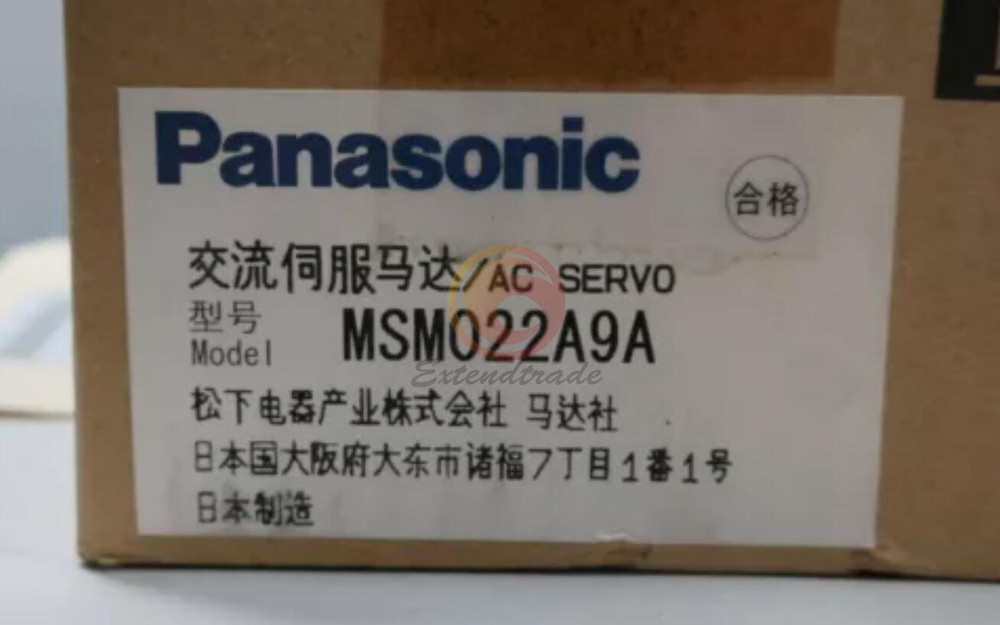 Panasonic
合格
交流伺服马达/AC SERVO
型号
Model MSM022A9A
Extendtrade
松下电器产业株式会社 马达社
日本国大阪府大东市诸福7丁目1番1号
日本制造